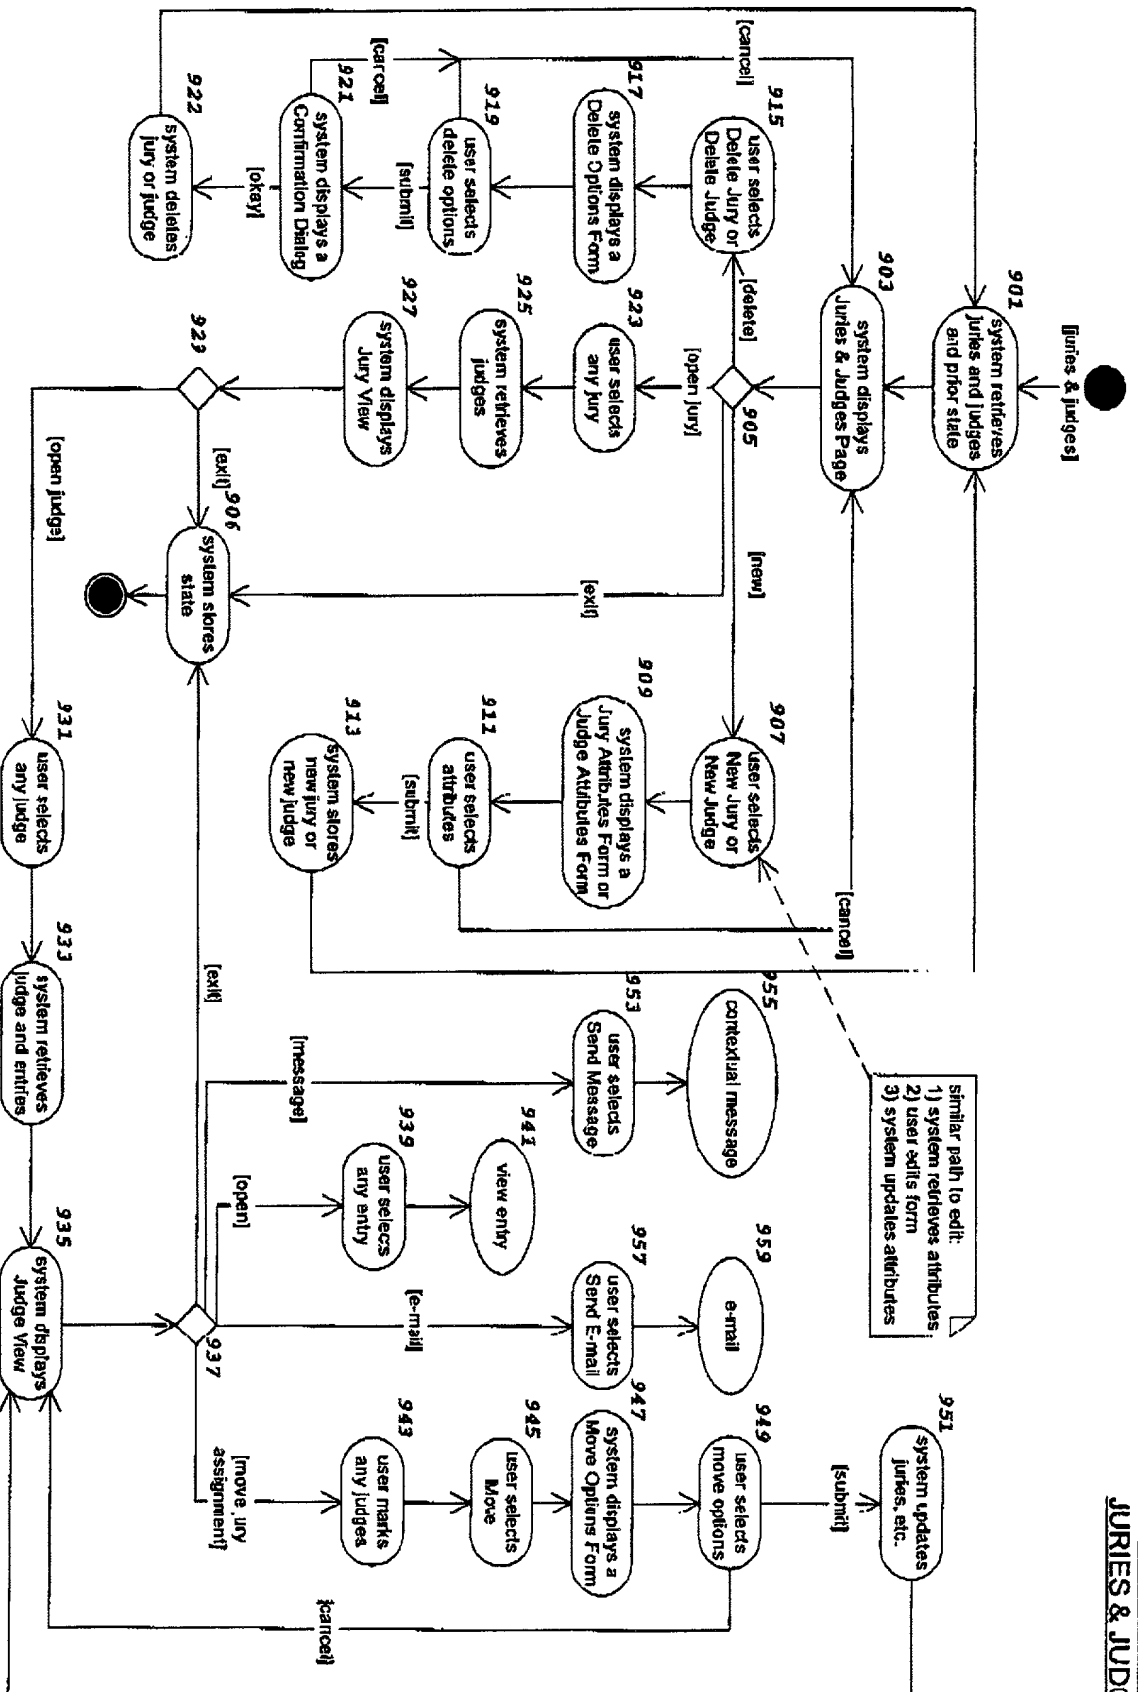 JURIES & JUD
[juries & judges]
901
system retrieves
juries and judges
and prior state
903
system displays
Juries & Judges Page
905
[delete]
[open jury]
[new]
[exit]
915
user selects
Delete Jury or
Delete Judge
917
system displays a
Delete Options Form
919
user selects
delete options
[cancel]
[submit]
921
system displays a
Confirmation Dialog
[cancel]
[okay]
922
system deletes
jury or judge
923
user selects
any jury
925
system retrieves
judges
927
system displays
Jury View
929
[exit]
[open judge]
906
system stores
state
907
user selects
New Jury or
New Judge
909
system displays a
Jury Attributes Form or
Judge Attributes Form
911
user selects
attributes
[submit]
[cancel]
913
system stores
new jury or
new judge
similar path to edit:
1) system retrieves attributes
2) user edits form
3) system updates attributes
931
user selects
any judge
933
system retrieves
judge and entries
935
system displays
Judge View
937
[exit]
[message]
[open]
[e-mail]
[move jury
assignment]
953
user selects
Send Message
955
contextual message
939
user selects
any entry
941
view entry
957
user selects
Send E-mail
959
e-mail
943
user marks
any judges
945
user selects
Move
947
system displays a
Move Options Form
949
user selects
move options
[submit]
[cancel]
951
system updates
juries, etc.